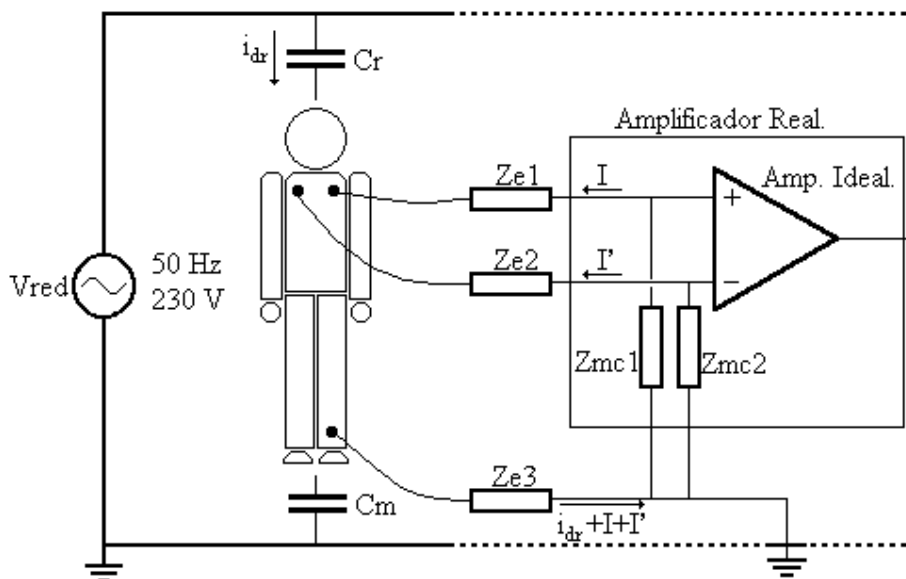 i_dr
Cr
Amplificador Real.
Ze1
I
Amp. Ideal.
+
Vred
50 Hz
230 V
Ze2
I'
−
Zmc1
Zmc2
Ze3
Cm
i_dr+I+I'